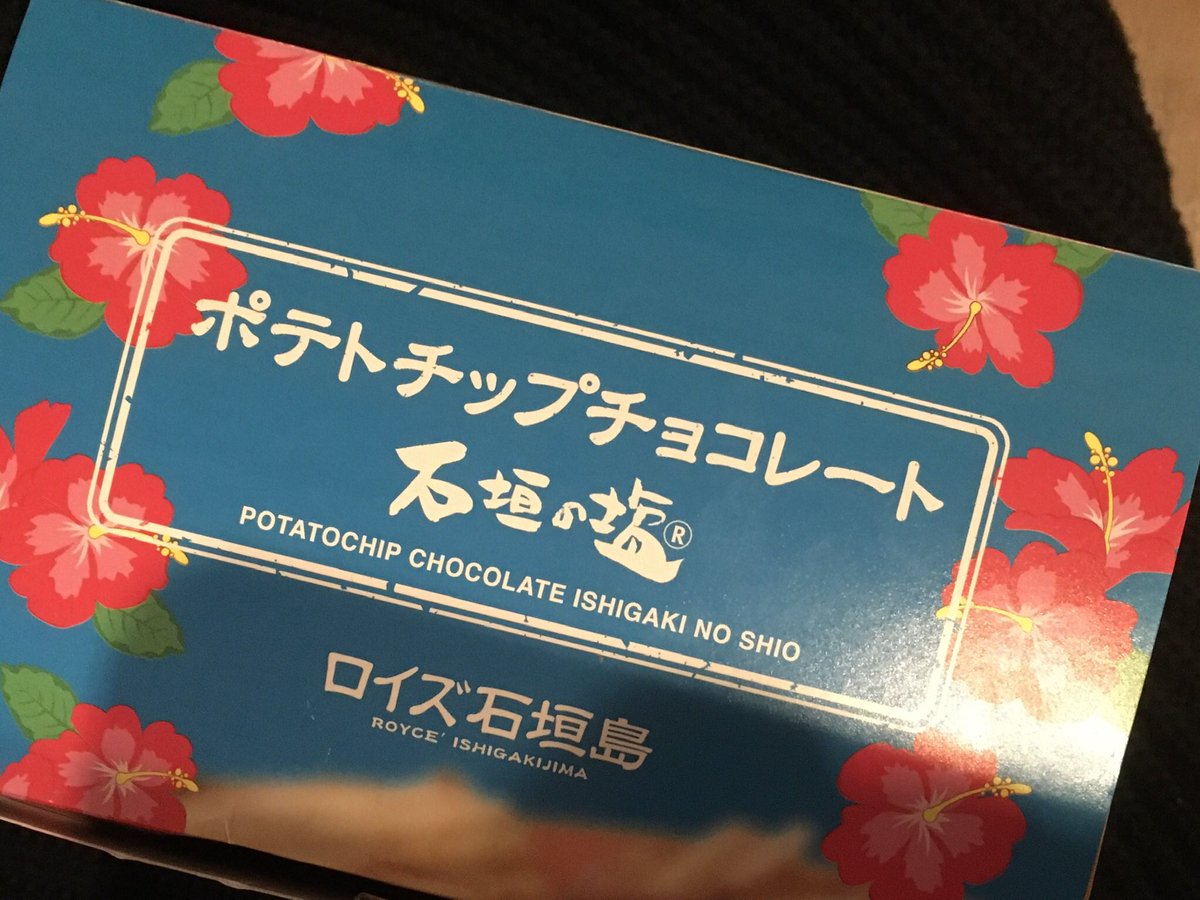 ポテトチップチョコレート
石垣の塩®
POTATOCHIP CHOCOLATE ISHIGAKI NO SHIO
ロイズ石垣島
ROYCE' ISHIGAKIJIMA